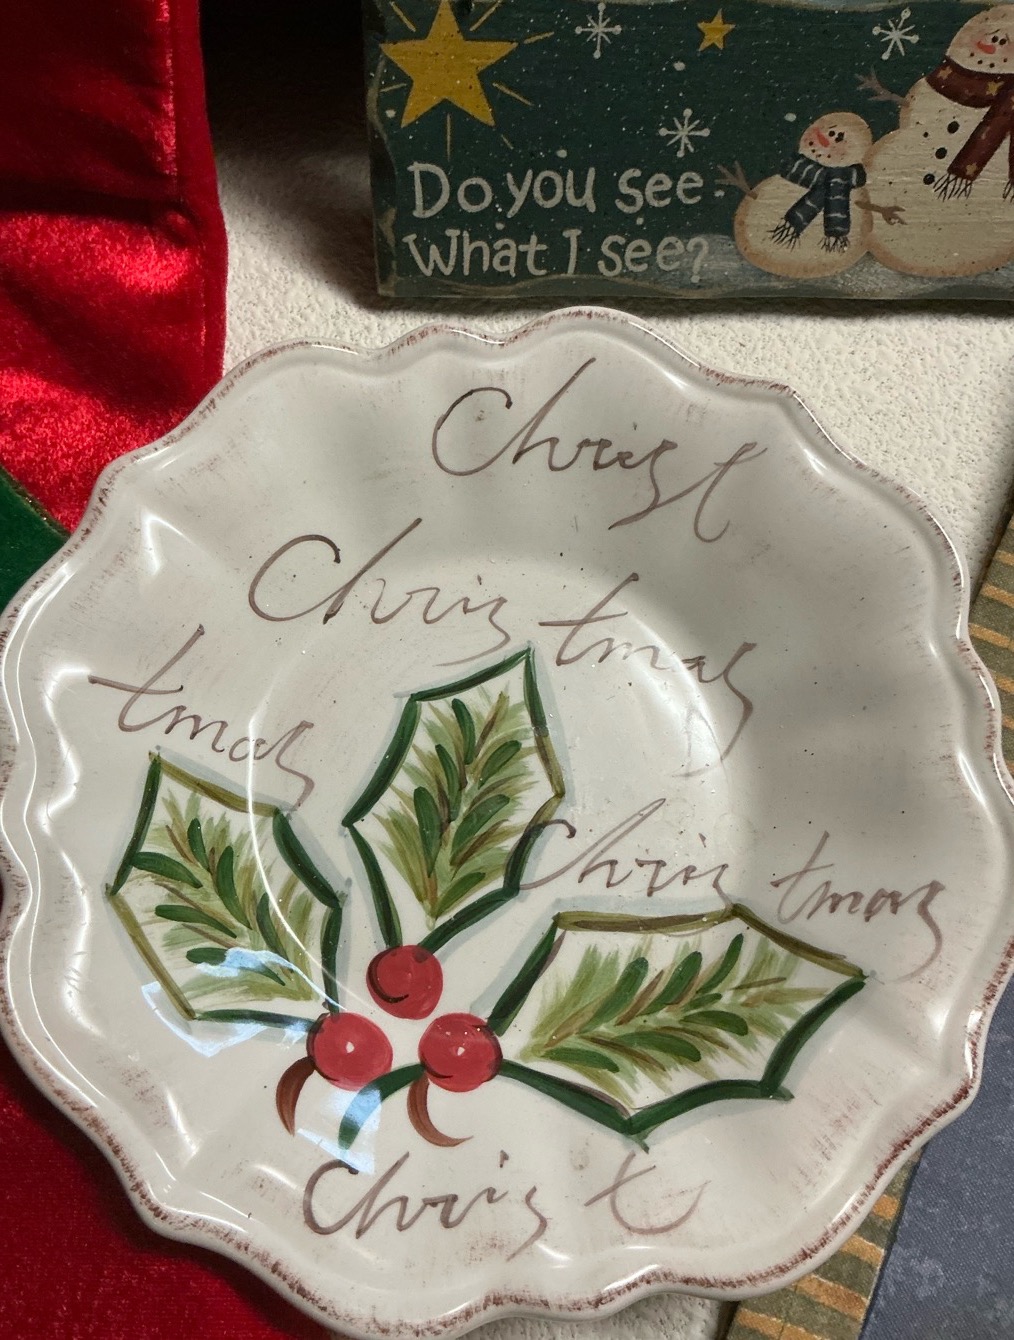 Do you see
What I see?
Christ
Christmas
tmas
Christmas
Christ